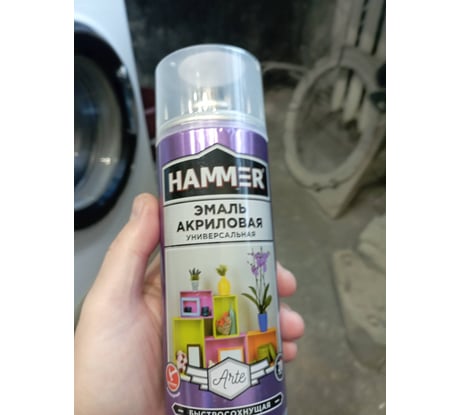 HAMMER
ЭМАЛЬ
АКРИЛОВАЯ
УНИВЕРСАЛЬНАЯ
Arte
БЫСТРОСОХНУЩАЯ